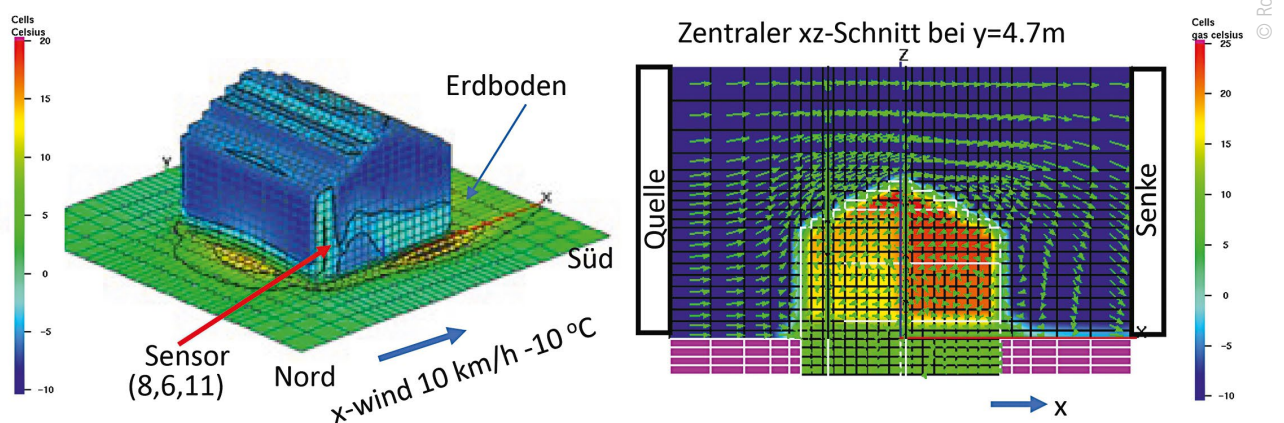 Cells
Celsius
20
15
10
5
0
−5
−10
Erdboden
Y
X
Süd
Sensor
(8,6,11)
Nord
x-wind 10 km/h -10 °C
Zentraler xz-Schnitt bei y=4.7m
Z
Quelle
Senke
X
x
Cells
gas celsius
25
20
15
10
5
0
−5
−10